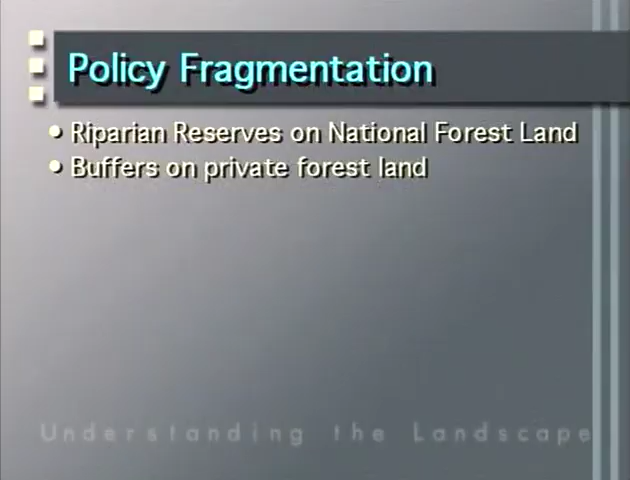 Policy Fragmentation
• Riparian Reserves on National Forest Land
• Buffers on private forest land
Understanding the Landscape